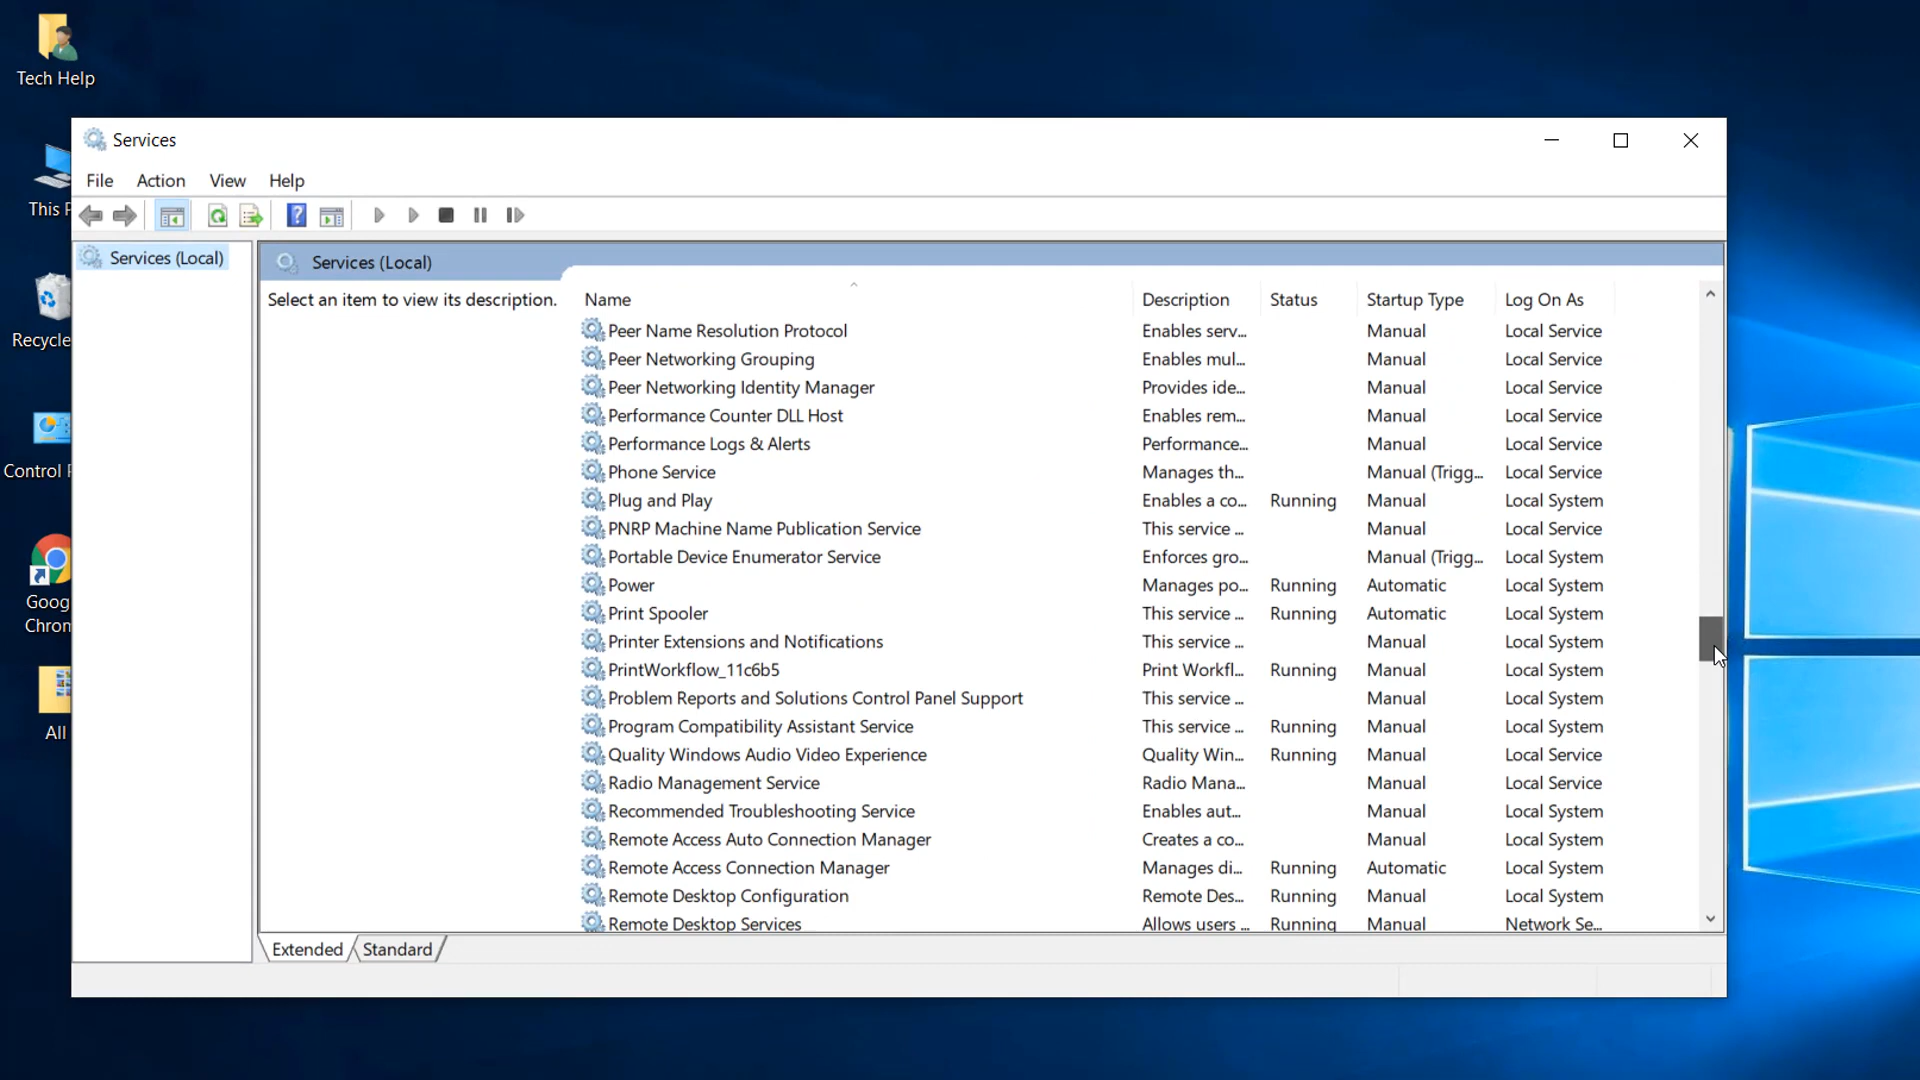 Tech Help
This P
Recycle
Control P
Goog
Chron
All
Services
File Action View Help
Services (Local)
Services (Local)
Select an item to view its description.
Name Description Status Startup Type Log On As
Peer Name Resolution Protocol Enables serv... Manual Local Service
Peer Networking Grouping Enables mul... Manual Local Service
Peer Networking Identity Manager Provides ide... Manual Local Service
Performance Counter DLL Host Enables rem... Manual Local Service
Performance Logs & Alerts Performance... Manual Local Service
Phone Service Manages th... Manual (Trigg... Local Service
Plug and Play Enables a co... Running Manual Local System
PNRP Machine Name Publication Service This service ... Manual Local Service
Portable Device Enumerator Service Enforces gro... Manual (Trigg... Local System
Power Manages po... Running Automatic Local System
Print Spooler This service ... Running Automatic Local System
Printer Extensions and Notifications This service ... Manual Local System
PrintWorkflow_11c6b5 Print Workfl... Running Manual Local System
Problem Reports and Solutions Control Panel Support This service ... Manual Local System
Program Compatibility Assistant Service This service ... Running Manual Local System
Quality Windows Audio Video Experience Quality Win... Running Manual Local Service
Radio Management Service Radio Mana... Manual Local Service
Recommended Troubleshooting Service Enables aut... Manual Local System
Remote Access Auto Connection Manager Creates a co... Manual Local System
Remote Access Connection Manager Manages di... Running Automatic Local System
Remote Desktop Configuration Remote Des... Running Manual Local System
Remote Desktop Services Allows users ... Running Manual Network Se...
Extended Standard